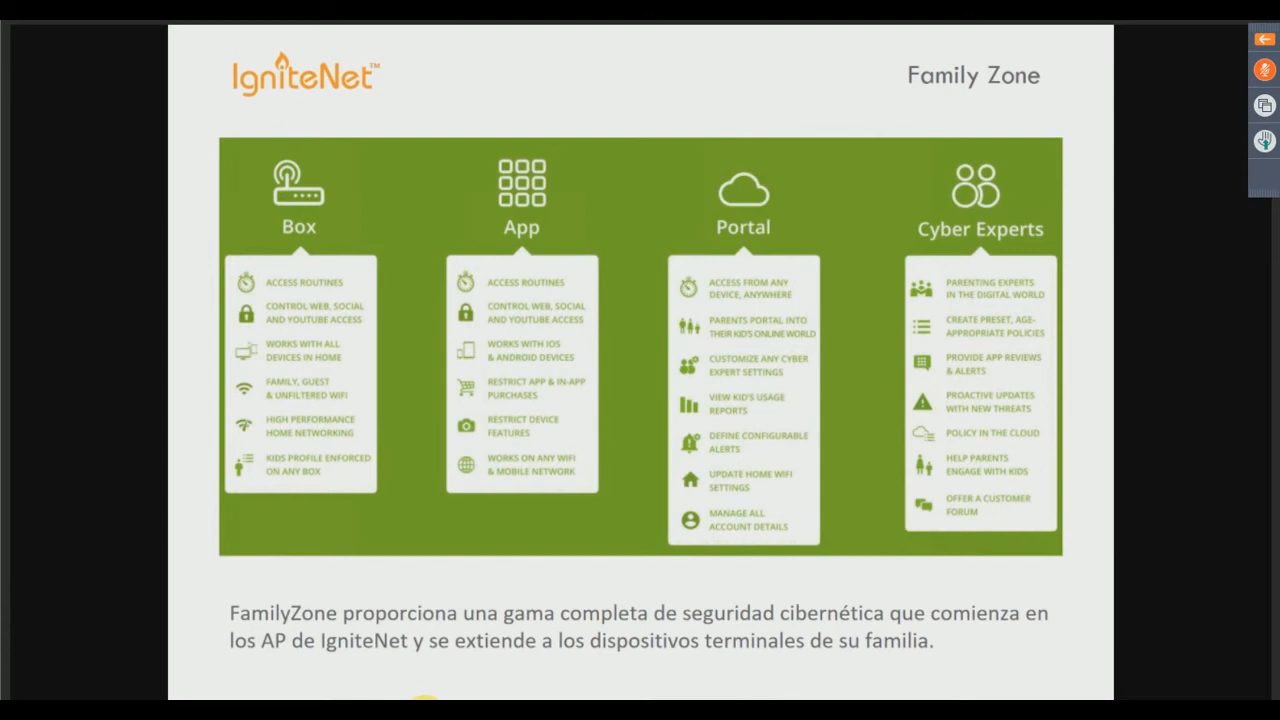 IgniteNet™
Family Zone
Box
ACCESS ROUTINES
CONTROL WEB, SOCIAL
AND YOUTUBE ACCESS
WORKS WITH ALL
DEVICES IN HOME
FAMILY, GUEST
& UNFILTERED WIFI
HIGH PERFORMANCE
HOME NETWORKING
KIDS PROFILE ENFORCED
ON ANY BOX
App
ACCESS ROUTINES
CONTROL WEB, SOCIAL
AND YOUTUBE ACCESS
WORKS WITH IOS
& ANDROID DEVICES
RESTRICT APP & IN-APP
PURCHASES
RESTRICT DEVICE
FEATURES
WORKS ON ANY WIFI
& MOBILE NETWORK
Portal
ACCESS FROM ANY
DEVICE, ANYWHERE
PARENTS PORTAL INTO
THEIR KID'S ONLINE WORLD
CUSTOMIZE ANY CYBER
EXPERT SETTINGS
VIEW KID'S USAGE
REPORTS
DEFINE CONFIGURABLE
ALERTS
UPDATE HOME WIFI
SETTINGS
MANAGE ALL
ACCOUNT DETAILS
Cyber Experts
PARENTING EXPERTS
IN THE DIGITAL WORLD
CREATE PRESET, AGE-
APPROPRIATE POLICIES
PROVIDE APP REVIEWS
& ALERTS
PROACTIVE UPDATES
WITH NEW THREATS
POLICY IN THE CLOUD
HELP PARENTS
ENGAGE WITH KIDS
OFFER A CUSTOMER
FORUM
FamilyZone proporciona una gama completa de seguridad cibernética que comienza en
los AP de IgniteNet y se extiende a los dispositivos terminales de su familia.